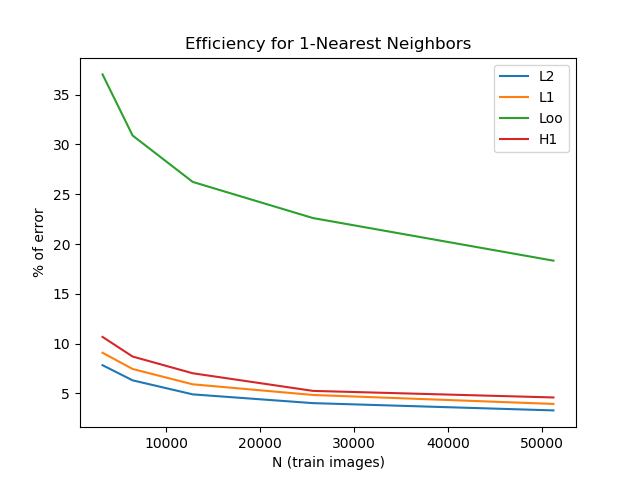 Efficiency for 1-Nearest Neighbors
% of error
35
30
25
20
15
10
5
L2
L1
Loo
H1
10000 20000 30000 40000 50000
N (train images)